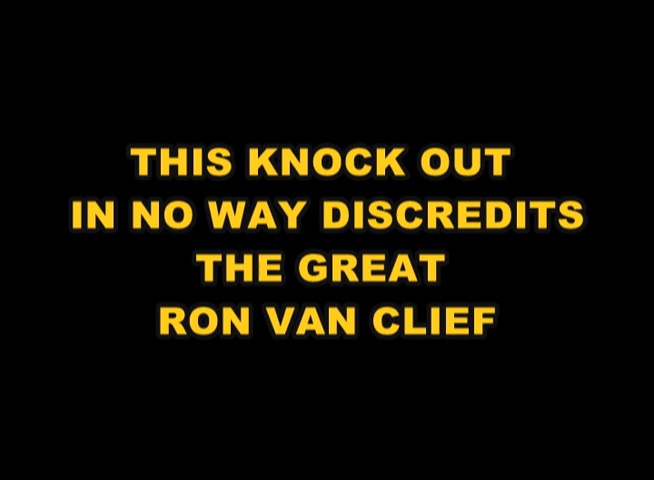 THIS KNOCK OUT
IN NO WAY DISCREDITS
THE GREAT
RON VAN CLIEF